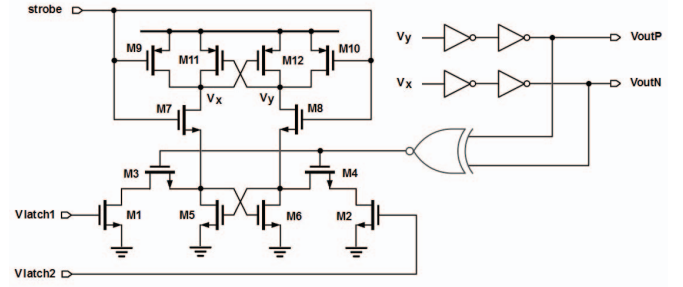 strobe
M9
M11
M12
M10
Vy
VoutP
Vx
VoutN
M7
Vx
Vy
M8
M3
M4
Vlatch1
M1
M5
M6
M2
Vlatch2